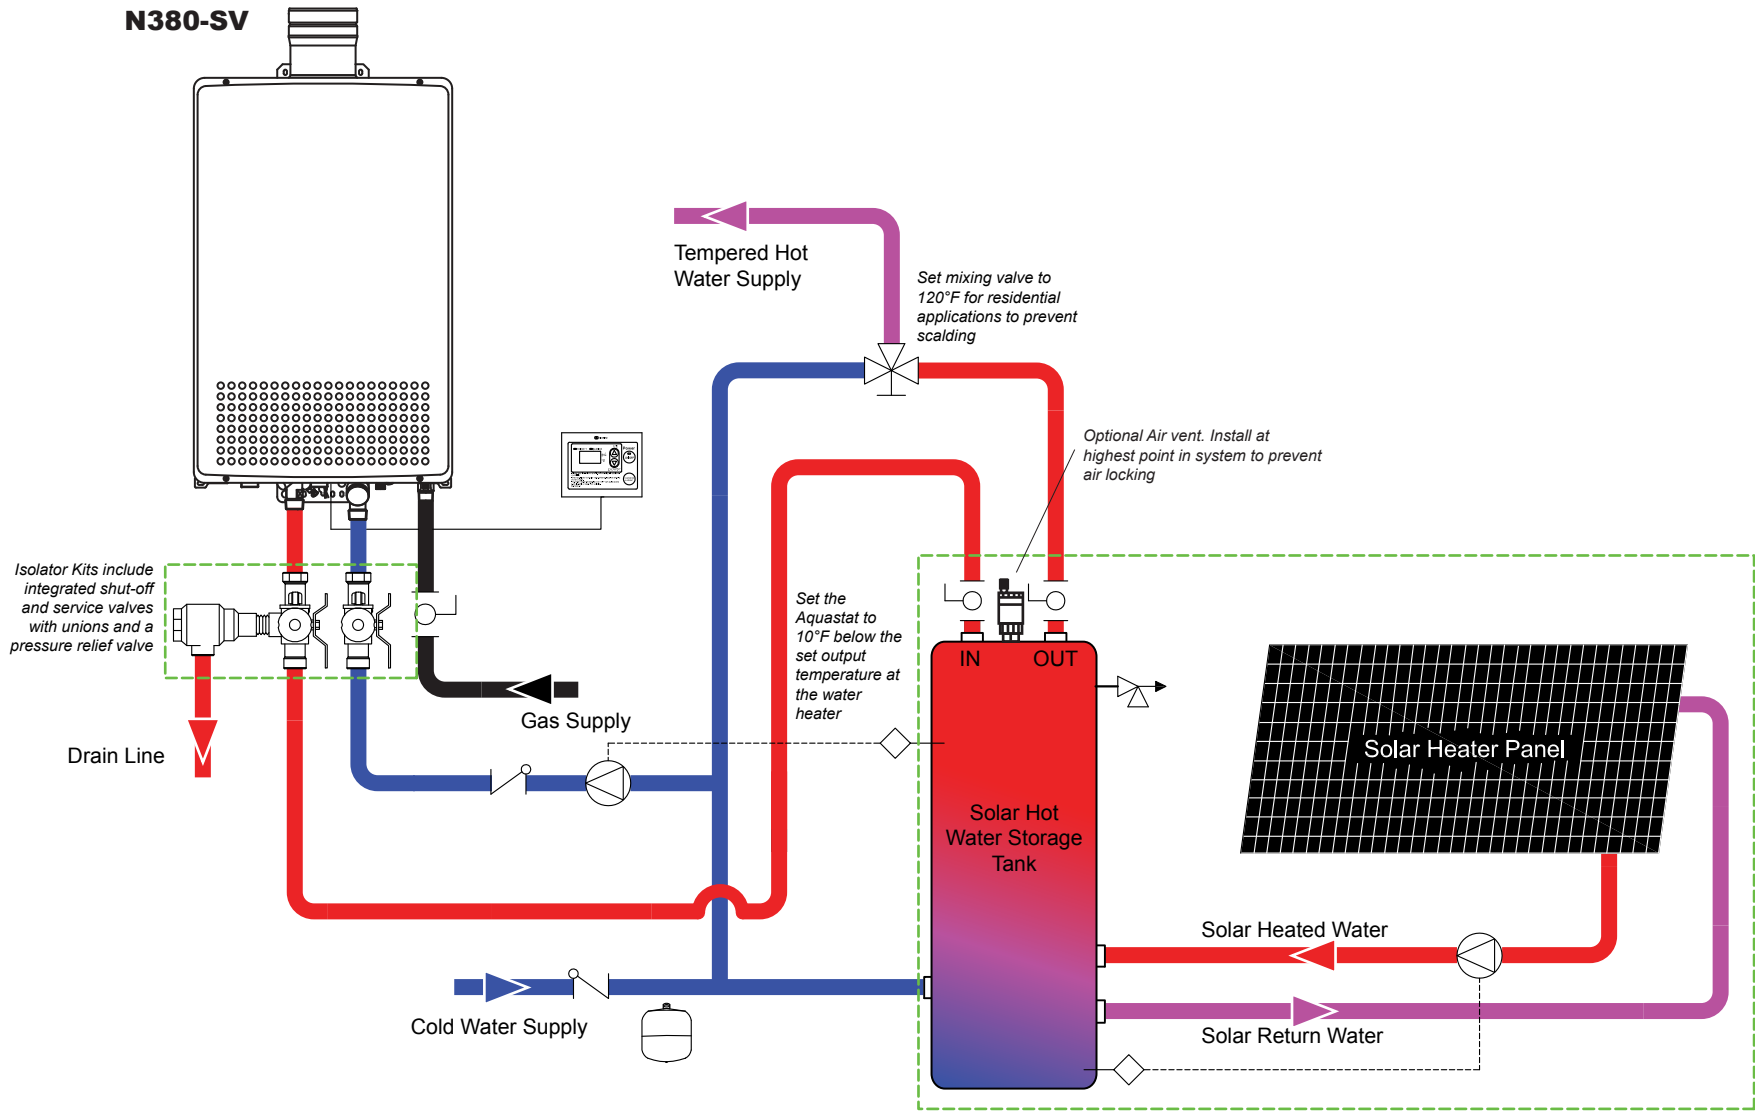 N380-SV
Tempered Hot
Water Supply
Set mixing valve to
120°F for residential
applications to prevent
scalding
Optional Air vent. Install at
highest point in system to prevent
air locking
Isolator Kits include
integrated shut-off
and service valves
with unions and a
pressure relief valve
Set the
Aquastat to
10°F below the
set output
temperature at
the water
heater
IN
OUT
Gas Supply
Drain Line
Solar Heater Panel
Solar Hot
Water Storage
Tank
Solar Heated Water
Cold Water Supply
Solar Return Water